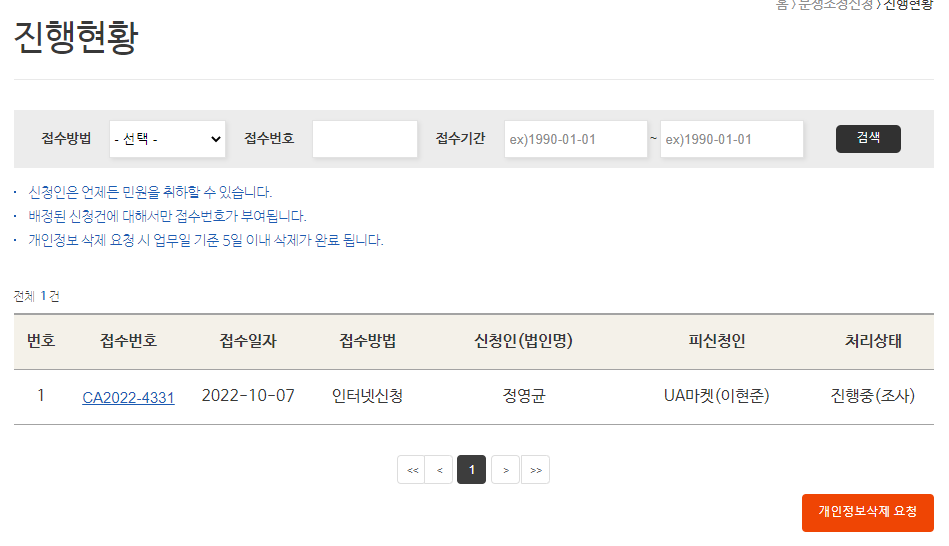 홈 > 분쟁조정신청 > 진행현황
진행현황
접수방법 - 선택 - 접수번호 접수기간 ex)1990-01-01 ~ ex)1990-01-01 검색
· 신청인은 언제든 민원을 취하할 수 있습니다.
· 배정된 신청건에 대해서만 접수번호가 부여됩니다.
· 개인정보 삭제 요청 시 업무일 기준 5일 이내 삭제가 완료 됩니다.
전체 1건
번호 접수번호 접수일자 접수방법 신청인(법인명) 피신청인 처리상태
1 CA2022-4331 2022-10-07 인터넷신청 정영균 UA마켓(이현준) 진행중(조사)
<< < 1 > >>
개인정보삭제 요청